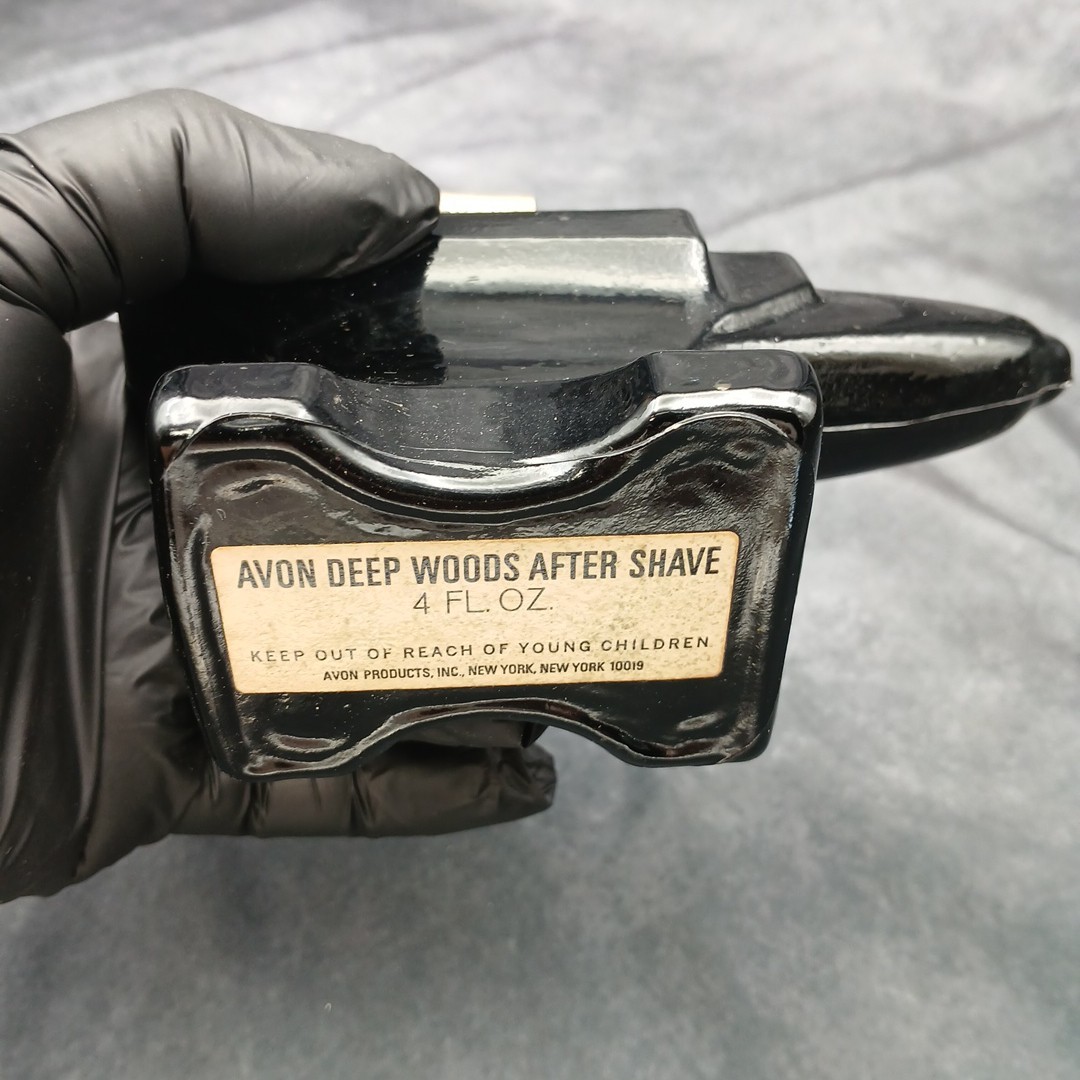 AVON DEEP WOODS AFTER SHAVE
4 FL. OZ.
KEEP OUT OF REACH OF YOUNG CHILDREN
AVON PRODUCTS, INC., NEW YORK, NEW YORK 10019